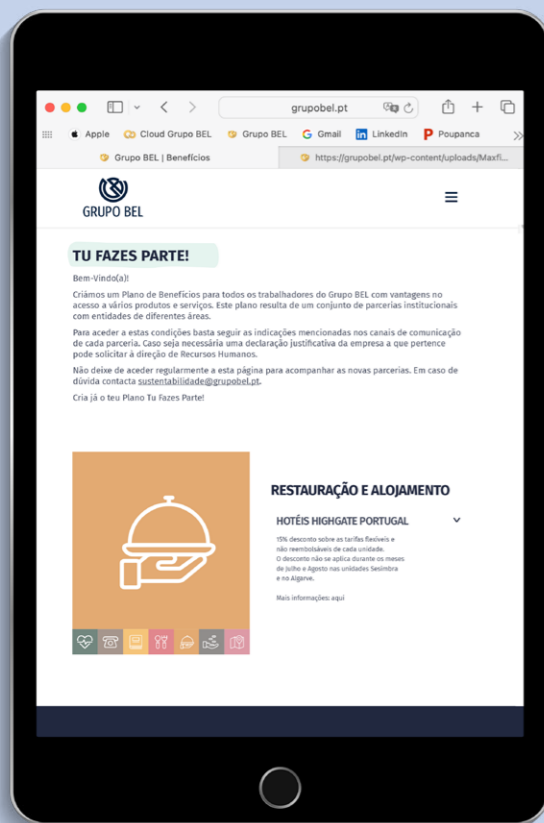 grupobel.pt
Apple
Cloud Grupo BEL
Grupo BEL
Gmail
LinkedIn
Poupanca
Grupo BEL | Benefícios
https://grupobel.pt/wp-content/uploads/Maxfi...
GRUPO BEL
TU FAZES PARTE!
Bem-Vindo(a)!
Criámos um Plano de Benefícios para todos os trabalhadores do Grupo BEL com vantagens no
acesso a vários produtos e serviços. Este plano resulta de um conjunto de parcerias institucionais
com entidades de diferentes áreas.
Para aceder a estas condições basta seguir as indicações mencionadas nos canais de comunicação
de cada parceria. Caso seja necessária uma declaração justificativa da empresa a que pertence
pode solicitar à direção de Recursos Humanos.
Não deixe de aceder regularmente a esta página para acompanhar as novas parcerias. Em caso de
dúvida contacta sustentabilidade@grupobel.pt.
Cria já o teu Plano Tu Fazes Parte!
RESTAURAÇÃO E ALOJAMENTO
HOTÉIS HIGHGATE PORTUGAL
15% desconto sobre as tarifas flexíveis e
não reembolsáveis de cada unidade.
O desconto não se aplica durante os meses
de Julho e Agosto nas unidades Sesimbra
e no Algarve.
Mais informações: aqui